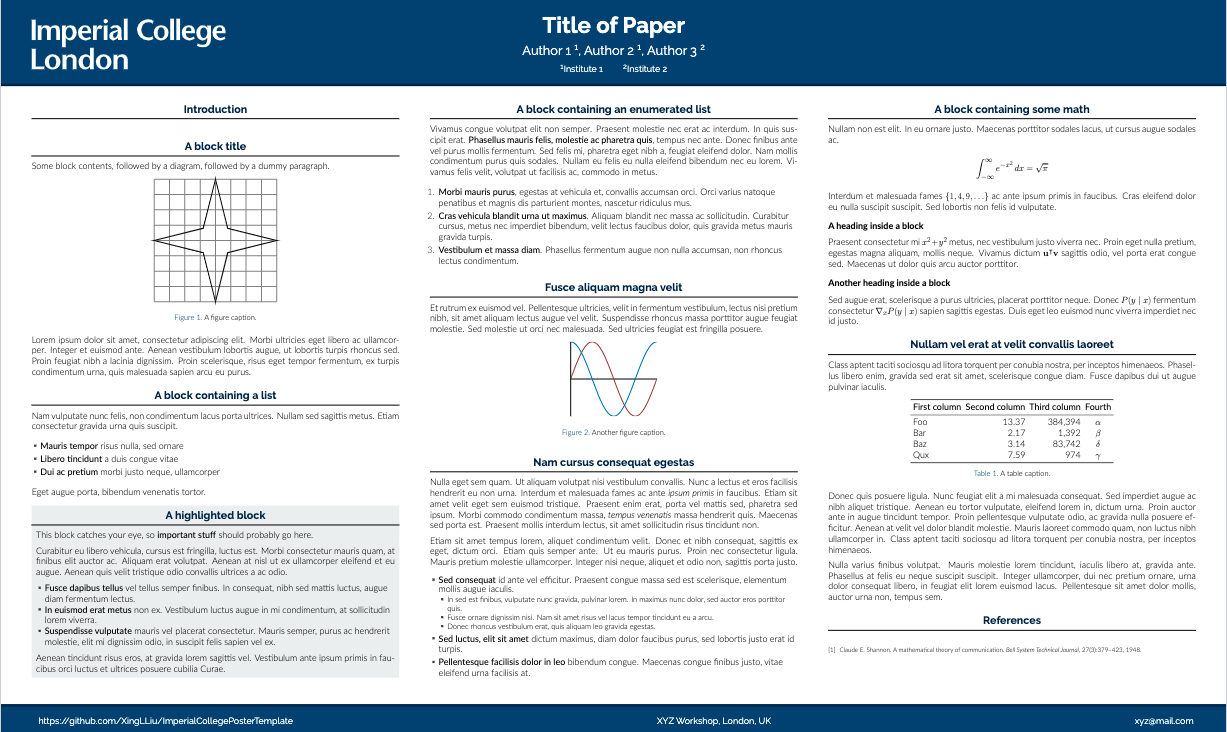 Imperial College
London
Title of Paper
Author 1 ¹, Author 2 ¹, Author 3 ²
¹Institute 1 ²Institute 2
Introduction
A block title
Some block contents, followed by a diagram, followed by a dummy paragraph.
Figure 1. A figure caption.
Lorem ipsum dolor sit amet, consectetur adipiscing elit. Morbi ultricies eget libero ac ullamcor-
per. Integer et euismod ante. Aenean vestibulum lobortis augue, ut lobortis turpis rhoncus sed.
Proin feugiat nibh a lacinia dignissim. Proin scelerisque, risus eget tempor fermentum, ex turpis
condimentum urna, quis malesuada sapien arcu eu purus.
A block containing a list
Nam vulputate nunc felis, non condimentum lacus porta ultrices. Nullam sed sagittis metus. Etiam
consectetur gravida urna quis suscipit.
▪ Mauris tempor risus nulla, sed ornare
▪ Libero tincidunt a duis congue vitae
▪ Dui ac pretium morbi justo neque, ullamcorper
Eget augue porta, bibendum venenatis tortor.
A highlighted block
This block catches your eye, so important stuff should probably go here.
Curabitur eu libero vehicula, cursus est fringilla, luctus est. Morbi consectetur mauris quam, at
finibus elit auctor ac. Aliquam erat volutpat. Aenean at nisl ut ex ullamcorper eleifend et eu
augue. Aenean quis velit tristique odio convallis ultrices a ac odio.
▪ Fusce dapibus tellus vel tellus semper finibus. In consequat, nibh sed mattis luctus, augue
diam fermentum lectus.
▪ In euismod erat metus non ex. Vestibulum luctus augue in mi condimentum, at sollicitudin
lorem viverra.
▪ Suspendisse vulputate mauris vel placerat consectetur. Mauris semper, purus ac hendrerit
molestie, elit mi dignissim odio, in suscipit felis sapien vel ex.
Aenean tincidunt risus eros, at gravida lorem sagittis vel. Vestibulum ante ipsum primis in fau-
cibus orci luctus et ultrices posuere cubilia Curae.
A block containing an enumerated list
Vivamus congue volutpat elit non semper. Praesent molestie nec erat ac interdum. In quis sus-
cipit erat. Phasellus mauris felis, molestie ac pharetra quis, tempus nec ante. Donec finibus ante
vel purus mollis fermentum. Sed felis mi, pharetra eget nibh a, feugiat eleifend dolor. Nam mollis
condimentum purus quis sodales. Nullam eu felis eu nulla eleifend bibendum nec eu lorem. Vi-
vamus felis velit, volutpat ut facilisis ac, commodo in metus.
1. Morbi mauris purus, egestas at vehicula et, convallis accumsan orci. Orci varius natoque
penatibus et magnis dis parturient montes, nascetur ridiculus mus.
2. Cras vehicula blandit urna ut maximus. Aliquam blandit nec massa ac sollicitudin. Curabitur
cursus, metus nec imperdiet bibendum, velit lectus faucibus dolor, quis gravida metus mauris
gravida turpis.
3. Vestibulum et massa diam. Phasellus fermentum augue non nulla accumsan, non rhoncus
lectus condimentum.
Fusce aliquam magna velit
Et rutrum ex euismod vel. Pellentesque ultricies, velit in fermentum vestibulum, lectus nisi pretium
nibh, sit amet aliquam lectus augue vel velit. Suspendisse rhoncus massa porttitor augue feugiat
molestie. Sed molestie ut orci nec malesuada. Sed ultricies feugiat est fringilla posuere.
Figure 2. Another figure caption.
Nam cursus consequat egestas
Nulla eget sem quam. Ut aliquam volutpat nisi vestibulum convallis. Nunc a lectus et eros facilisis
hendrerit eu non urna. Interdum et malesuada fames ac ante ipsum primis in faucibus. Etiam sit
amet velit eget sem euismod tristique. Praesent enim erat, porta vel mattis sed, pharetra sed
ipsum. Morbi commodo condimentum massa, tempus venenatis massa hendrerit quis. Maecenas
sed porta est. Praesent mollis interdum lectus, sit amet sollicitudin risus tincidunt non.
Etiam sit amet tempus lorem, aliquet condimentum velit. Donec et nibh consequat, sagittis ex
eget, dictum orci. Etiam quis semper ante. Ut eu mauris purus. Proin nec consectetur ligula.
Mauris pretium molestie ullamcorper. Integer nisi neque, aliquet et odio non, sagittis porta justo.
▪ Sed consequat id ante vel efficitur. Praesent congue massa sed est scelerisque, elementum
mollis augue iaculis.
▪ In sed est finibus, vulputate nunc gravida, pulvinar lorem. In maximus nunc dolor, sed auctor eros porttitor
quis.
▪ Fusce ornare dignissim nisi. Nam sit amet risus vel lacus tempor tincidunt eu a arcu.
▪ Donec rhoncus vestibulum erat, quis aliquam leo gravida egestas.
▪ Sed luctus, elit sit amet dictum maximus, diam dolor faucibus purus, sed lobortis justo erat id
turpis.
▪ Pellentesque facilisis dolor in leo bibendum congue. Maecenas congue finibus justo, vitae
eleifend urna facilisis at.
A block containing some math
Nullam non est elit. In eu ornare justo. Maecenas porttitor sodales lacus, ut cursus augue sodales
ac.
∫_{-∞}^{∞} e^{-x²} dx = √π
Interdum et malesuada fames {1, 4, 9, . . .} ac ante ipsum primis in faucibus. Cras eleifend dolor
eu nulla suscipit suscipit. Sed lobortis non felis id vulputate.
A heading inside a block
Praesent consectetur mi x² + y² metus, nec vestibulum justo viverra nec. Proin eget nulla pretium,
egestas magna aliquam, mollis neque. Vivamus dictum u⊺v sagittis odio, vel porta erat congue
sed. Maecenas ut dolor quis arcu auctor porttitor.
Another heading inside a block
Sed augue erat, scelerisque a purus ultricies, placerat porttitor neque. Donec P(y | x) fermentum
consectetur ∇ₓP(y | x) sapien sagittis egestas. Duis eget leo euismod nunc viverra imperdiet nec
id justo.
Nullam vel erat at velit convallis laoreet
Class aptent taciti sociosqu ad litora torquent per conubia nostra, per inceptos himenaeos. Phasel-
lus libero enim, gravida sed erat sit amet, scelerisque congue diam. Fusce dapibus dui ut augue
pulvinar iaculis.
First column Second column Third column Fourth
Foo 13.37 384,394 α
Bar 2.17 1,392 β
Baz 3.14 83,742 δ
Qux 7.59 974 γ
Table 1. A table caption.
Donec quis posuere ligula. Nunc feugiat elit a mi malesuada consequat. Sed imperdiet augue ac
nibh aliquet tristique. Aenean eu tortor vulputate, eleifend lorem in, dictum urna. Proin auctor
ante in augue tincidunt tempor. Proin pellentesque vulputate odio, ac gravida nulla posuere ef-
ficitur. Aenean at velit vel dolor blandit molestie. Mauris laoreet commodo quam, non luctus nibh
ullamcorper in. Class aptent taciti sociosqu ad litora torquent per conubia nostra, per inceptos
himenaeos.
Nulla varius finibus volutpat. Mauris molestie lorem tincidunt, iaculis libero at, gravida ante.
Phasellus at felis eu neque suscipit suscipit. Integer ullamcorper, dui nec pretium ornare, urna
dolor consequat libero, in feugiat elit lorem euismod lacus. Pellentesque sit amet dolor mollis,
auctor urna non, tempus sem.
References
[1] Claude E. Shannon. A mathematical theory of communication. Bell System Technical Journal, 27(3):379–423, 1948.
https://github.com/XingLLiu/ImperialCollegePosterTemplate
XYZ Workshop, London, UK
xyz@mail.com